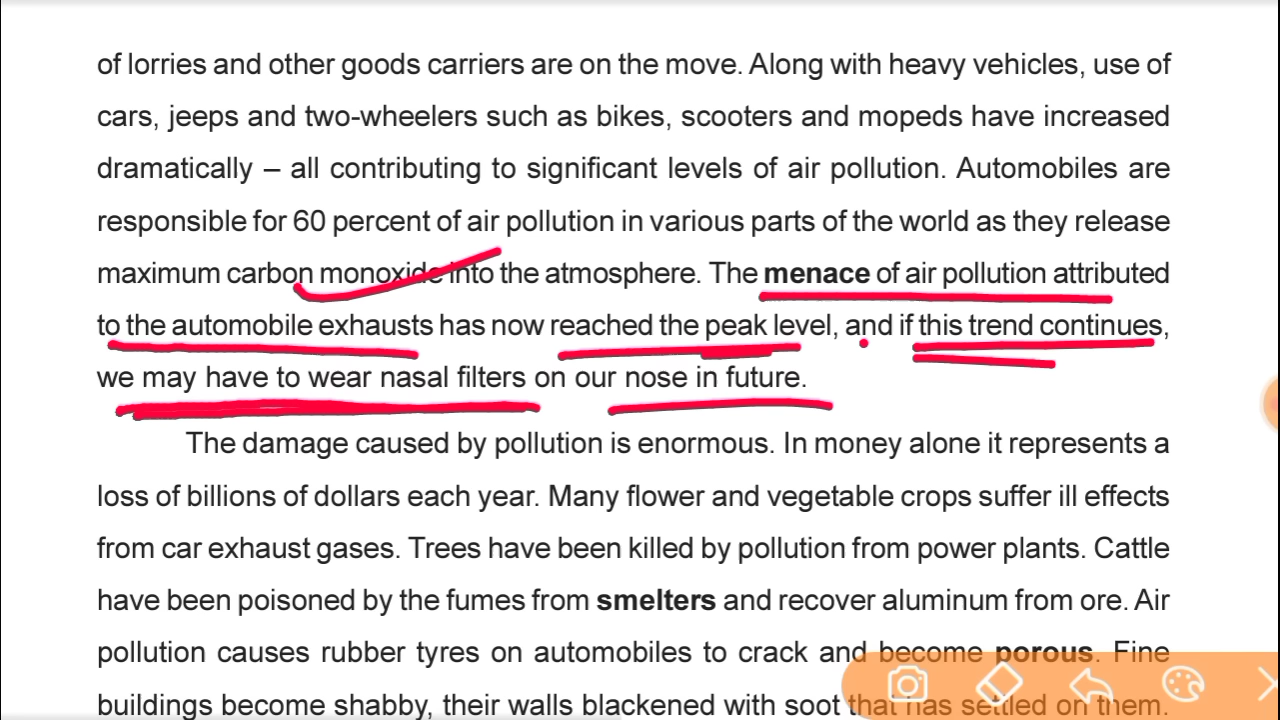 of lorries and other goods carriers are on the move. Along with heavy vehicles, use of
cars, jeeps and two-wheelers such as bikes, scooters and mopeds have increased
dramatically – all contributing to significant levels of air pollution. Automobiles are
responsible for 60 percent of air pollution in various parts of the world as they release
maximum carbon monoxide into the atmosphere. The menace of air pollution attributed
to the automobile exhausts has now reached the peak level, and if this trend continues,
we may have to wear nasal filters on our nose in future.
The damage caused by pollution is enormous. In money alone it represents a
loss of billions of dollars each year. Many flower and vegetable crops suffer ill effects
from car exhaust gases. Trees have been killed by pollution from power plants. Cattle
have been poisoned by the fumes from smelters and recover aluminum from ore. Air
pollution causes rubber tyres on automobiles to crack and become porous. Fine
buildings become shabby, their walls blackened with soot that has settled on them.